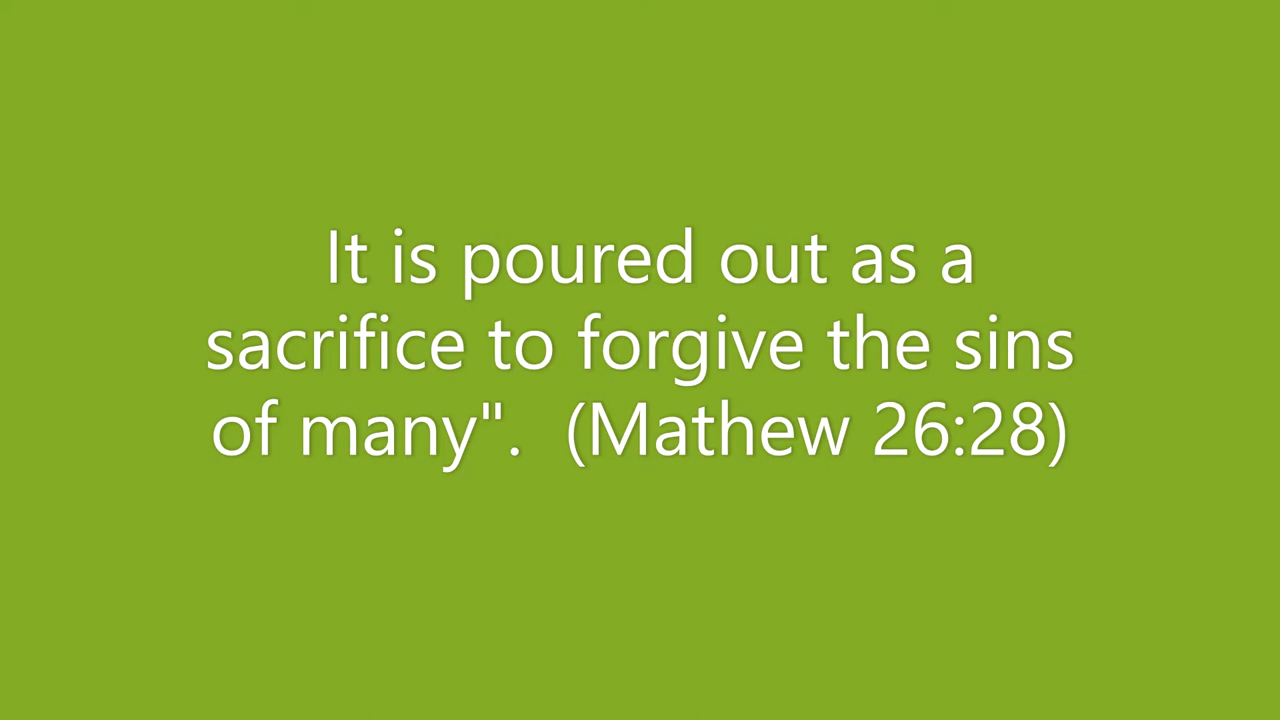 It is poured out as a
sacrifice to forgive the sins
of many".  (Mathew 26:28)